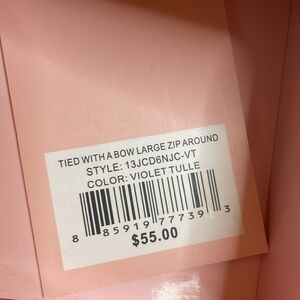 TIED WITH A BOW LARGE ZIP AROUND
STYLE: 13JCD6NJC-VT
COLOR: VIOLET TULLE
8 85919 77739 3
$55.00